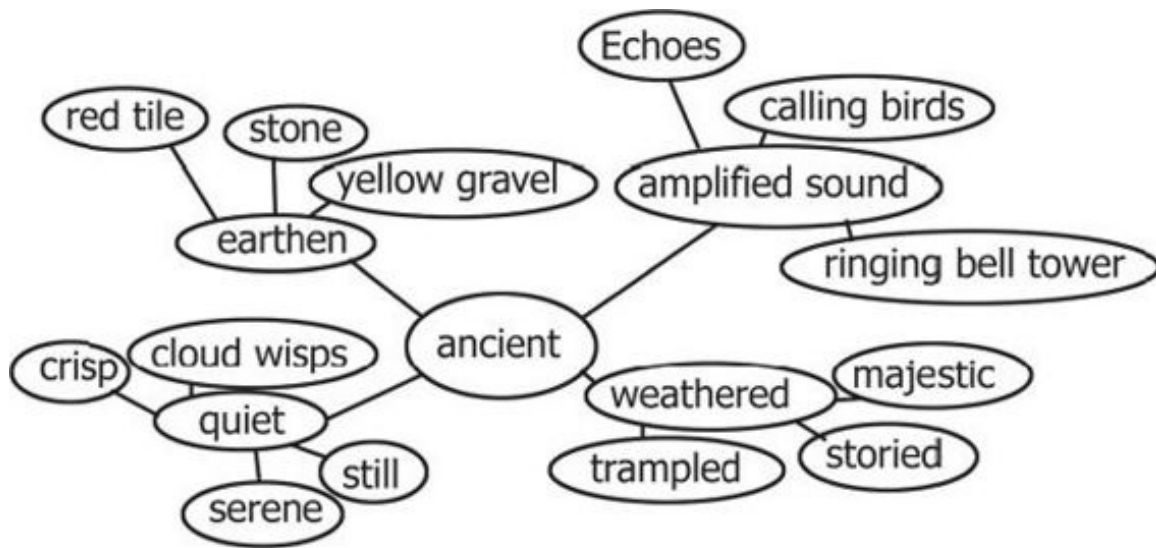 Echoes
red tile
stone
calling birds
yellow gravel
amplified sound
earthen
ringing bell tower
ancient
crisp
cloud wisps
weathered
majestic
quiet
still
trampled
storied
serene